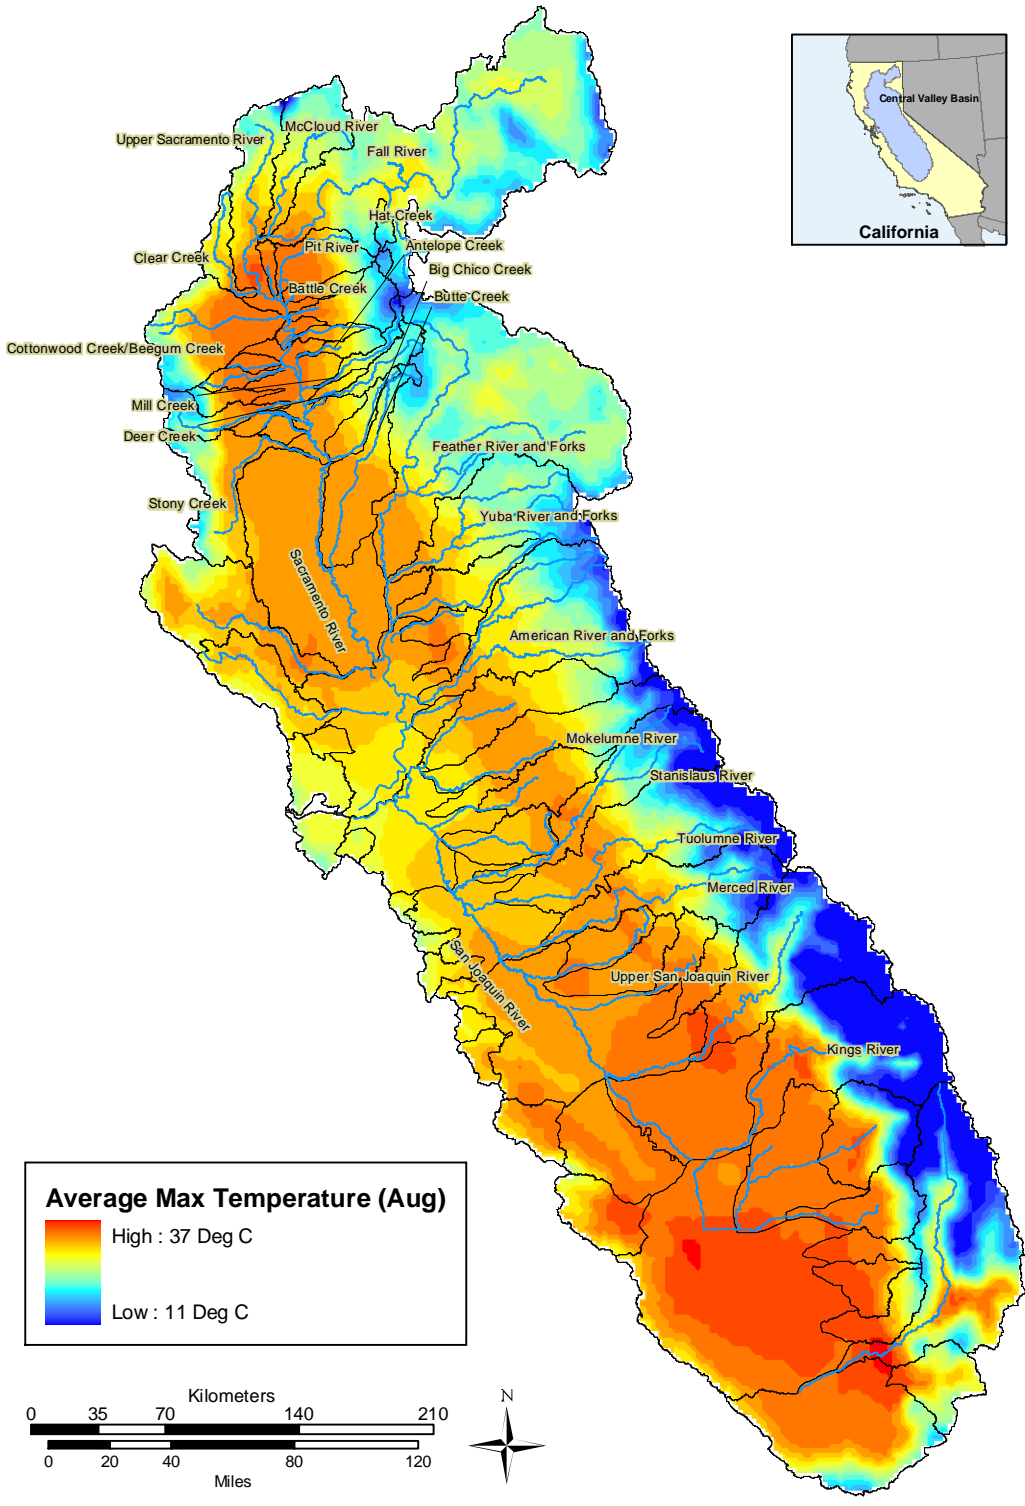 Central Valley Basin
California
McCloud River
Upper Sacramento River
Fall River
Hat Creek
Pit River
Antelope Creek
Clear Creek
Big Chico Creek
Battle Creek
Butte Creek
Cottonwood Creek/Beegum Creek
Mill Creek
Deer Creek
Feather River and Forks
Stony Creek
Yuba River and Forks
Sacramento River
American River and Forks
Mokelumne River
Stanislaus River
Tuolumne River
Merced River
San Joaquin River
Upper San Joaquin River
Kings River
Average Max Temperature (Aug)
High : 37 Deg C
Low : 11 Deg C
Kilometers
0 35 70 140 210
0 20 40 80 120
Miles
N